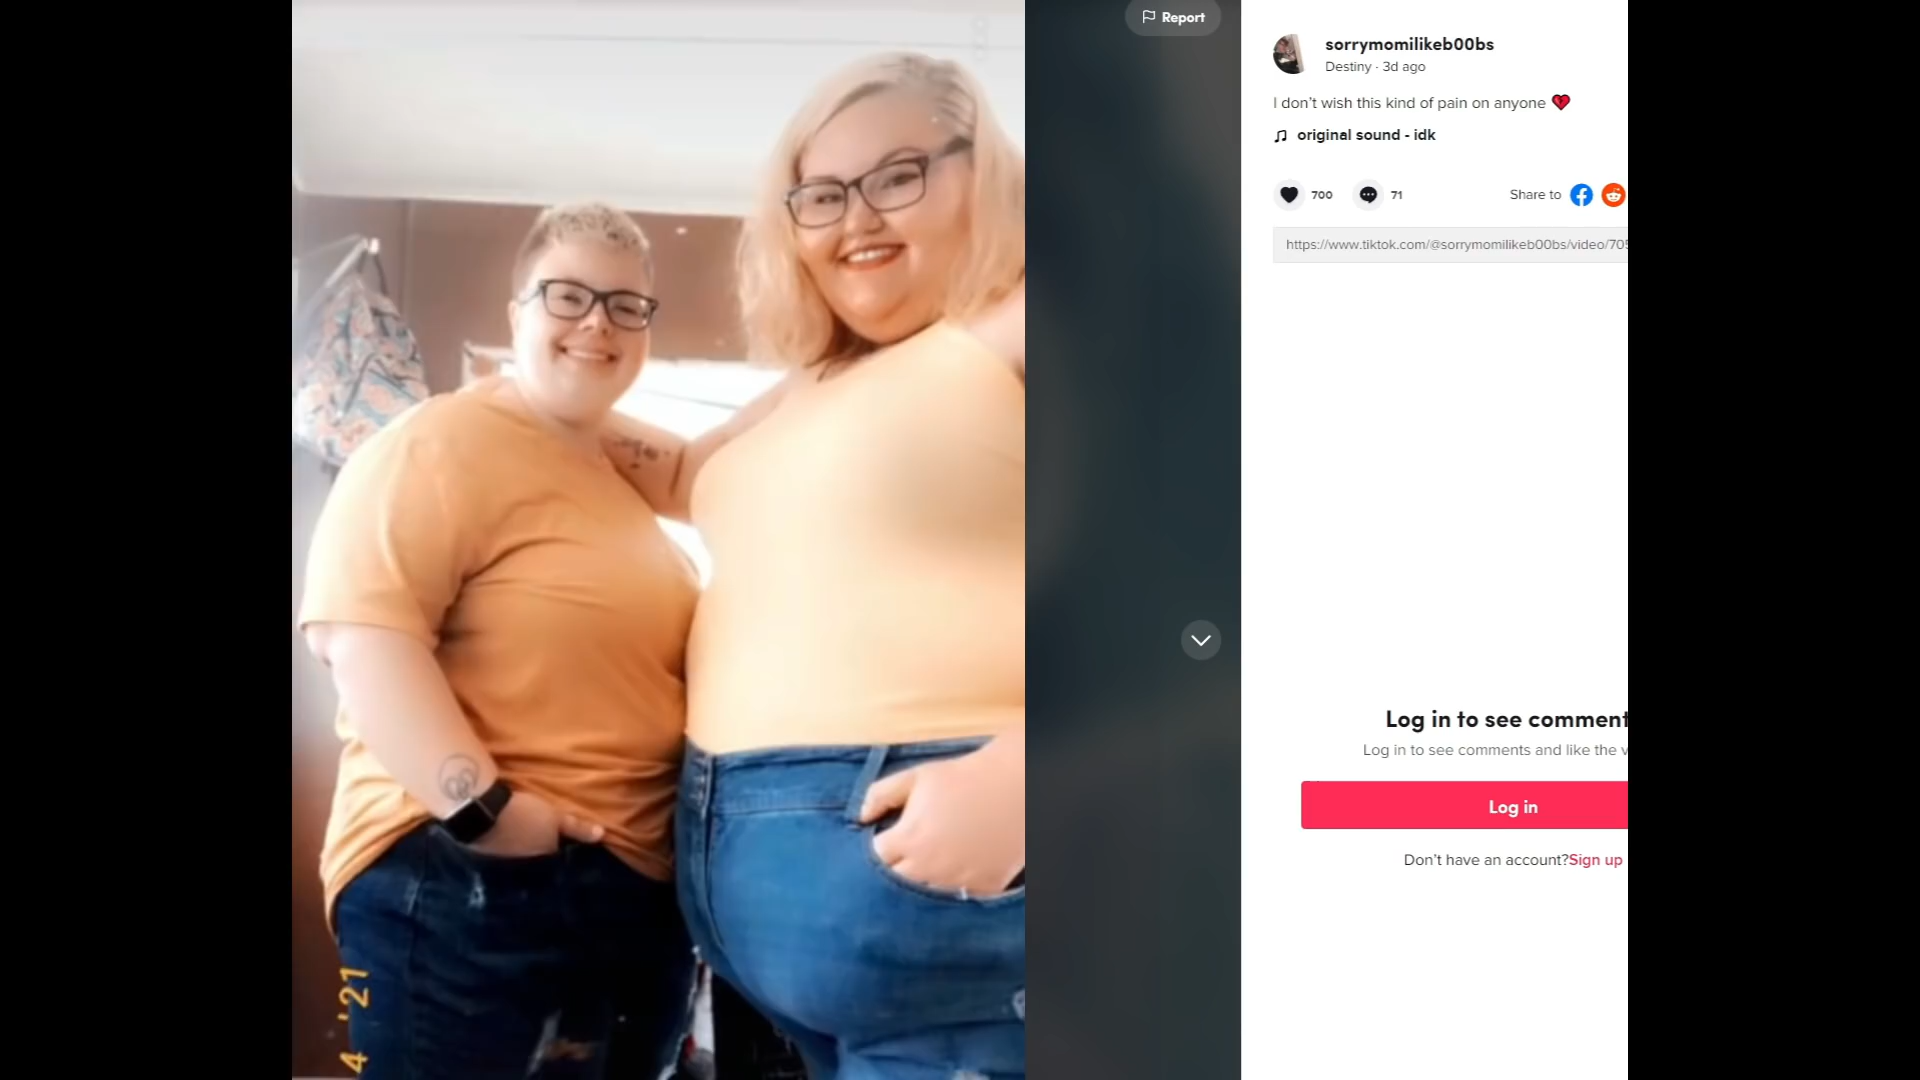 Report
sorrymomilikeb00bs
Destiny · 3d ago
I don't wish this kind of pain on anyone 💔
original sound - idk
700
71
Share to
https://www.tiktok.com/@sorrymomilikeb00bs/video/705
Log in to see comment
Log in to see comments and like the v
Log in
Don't have an account?Sign up
4 '21